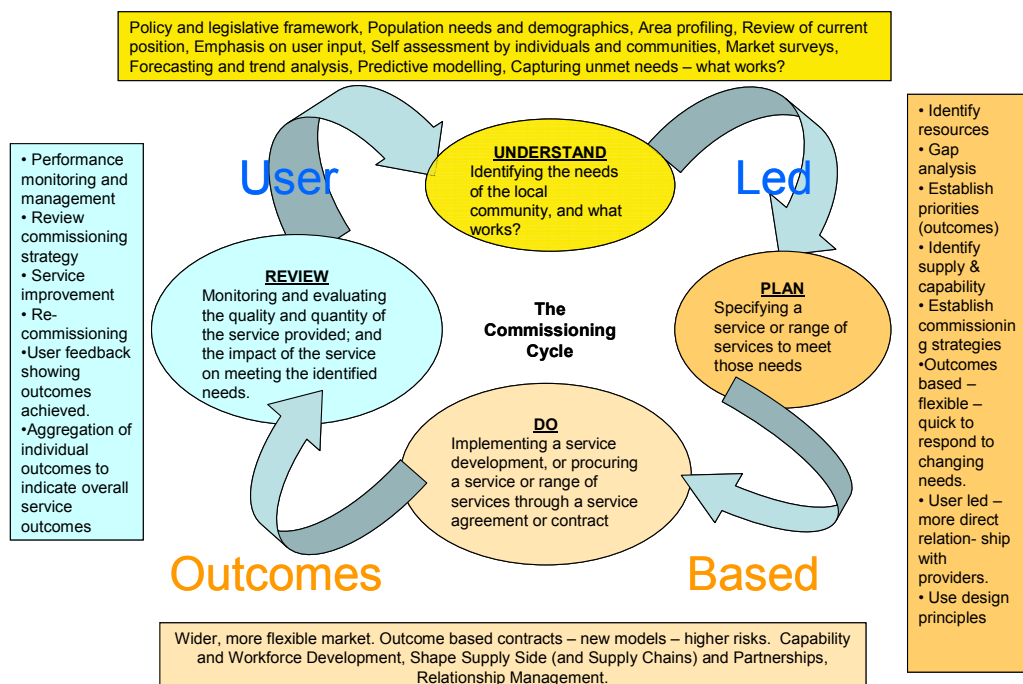 Policy and legislative framework, Population needs and demographics, Area profiling, Review of current
position, Emphasis on user input, Self assessment by individuals and communities, Market surveys,
Forecasting and trend analysis, Predictive modelling, Capturing unmet needs – what works?
User
Led
UNDERSTAND
Identifying the needs
of the local
community, and what
works?
• Performance
monitoring and
management
• Review
commissioning
strategy
• Service
improvement
• Re-
commissioning
•User feedback
showing
outcomes
achieved.
•Aggregation of
individual
outcomes to
indicate overall
service
outcomes
REVIEW
Monitoring and evaluating
the quality and quantity of
the service provided; and
the impact of the service
on meeting the identified
needs.
The
Commissioning
Cycle
PLAN
Specifying a
service or range of
services to meet
those needs
• Identify
resources
• Gap
analysis
• Establish
priorities
(outcomes)
• Identify
supply &
capability
• Establish
commissionin
g strategies
•Outcomes
based –
flexible –
quick to
respond to
changing
needs.
• User led –
more direct
relation- ship
with
providers.
• Use design
principles
DO
Implementing a service
development, or procuring
a service or range of
services through a service
agreement or contract
Outcomes
Based
Wider, more flexible market. Outcome based contracts – new models – higher risks. Capability
and Workforce Development, Shape Supply Side (and Supply Chains) and Partnerships,
Relationship Management.